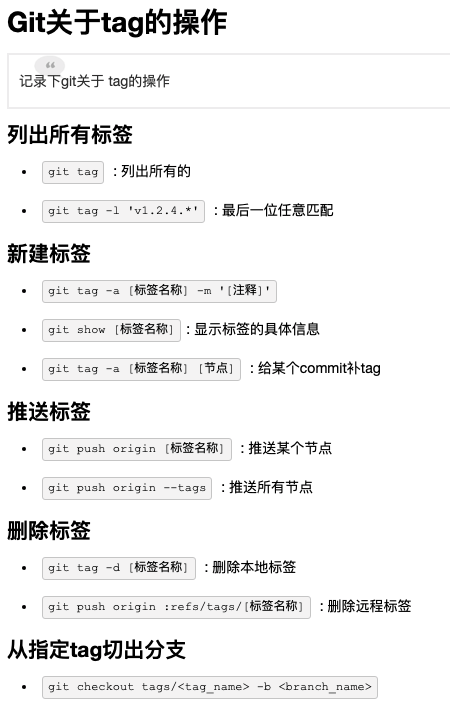 Git关于tag的操作
“
记录下git关于 tag的操作
列出所有标签
• git tag : 列出所有的
• git tag -l 'v1.2.4.*' : 最后一位任意匹配
新建标签
• git tag -a [标签名称] -m '[注释]'
• git show [标签名称] : 显示标签的具体信息
• git tag -a [标签名称] [节点] : 给某个commit补tag
推送标签
• git push origin [标签名称] : 推送某个节点
• git push origin --tags : 推送所有节点
删除标签
• git tag -d [标签名称] : 删除本地标签
• git push origin :refs/tags/[标签名称] : 删除远程标签
从指定tag切出分支
• git checkout tags/<tag_name> -b <branch_name>